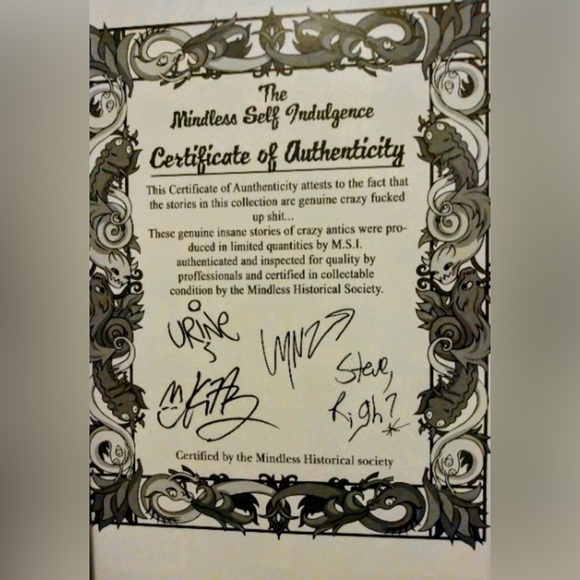 The
Mindless Self Indulgence
Certificate of Authenticity
This Certificate of Aunthenticity attests to the fact that
the stories in this collection are genuine crazy fucked
up shit...
These genuine insane stories of crazy antics were pro-
duced in limited quantities by M.S.I.
authenticated and inspected for quality by
proffcssionals and certified in collectable
condition by the Mindless Historical Society.
URiNE
LYNZ
Steve,
Righ?
KiTTY
Certified by the Mindless Historical society